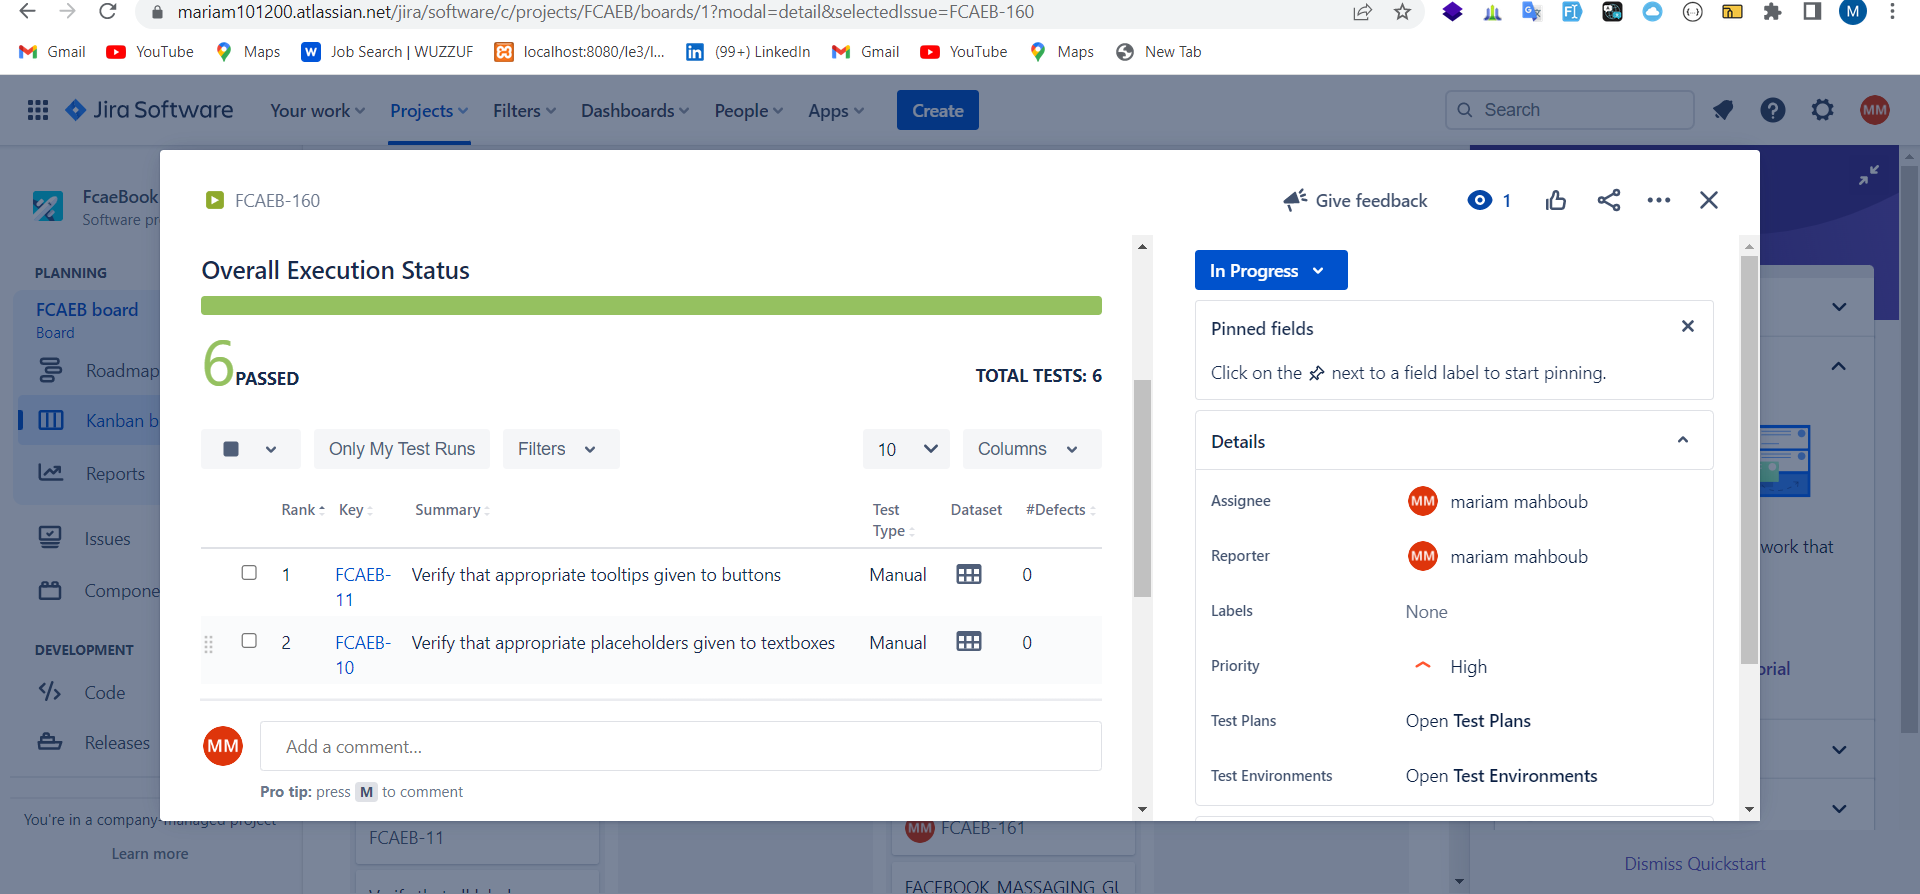 mariam101200.atlassian.net/jira/software/c/projects/FCAEB/boards/1?modal=detail&selectedIssue=FCAEB-160
M
Gmail YouTube Maps Job Search | WUZZUF localhost:8080/le3/l... (99+) LinkedIn Gmail YouTube Maps New Tab
Jira Software Your work Projects Filters Dashboards People Apps Create Search MM
FcaeBook
Software pr
PLANNING
FCAEB board
Board
Roadmap
Kanban b
Reports
Issues
Compone
DEVELOPMENT
Code
Releases
You're in a company-managed project
Learn more
FCAEB-160
Give feedback 1
Overall Execution Status
6 PASSED
TOTAL TESTS: 6
Only My Test Runs Filters 10 Columns
Rank Key Summary Test Type Dataset #Defects
1 FCAEB-11 Verify that appropriate tooltips given to buttons Manual 0
2 FCAEB-10 Verify that appropriate placeholders given to textboxes Manual 0
MM Add a comment...
Pro tip: press M to comment
In Progress
Pinned fields
Click on the next to a field label to start pinning.
Details
Assignee MM mariam mahboub
Reporter MM mariam mahboub
Labels None
Priority High
Test Plans Open Test Plans
Test Environments Open Test Environments
work that
orial
Dismiss Quickstart
FCAEB-11
MM FCAEB-161
FACEBOOK_MASSAGING_GU